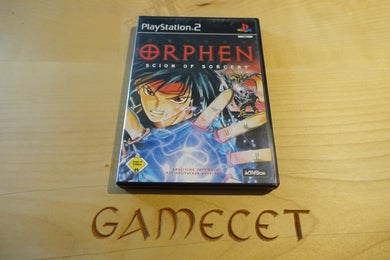 PlayStation 2
ORPHEN
SCION OF SORCERY
ACTIVISION
GAMECET